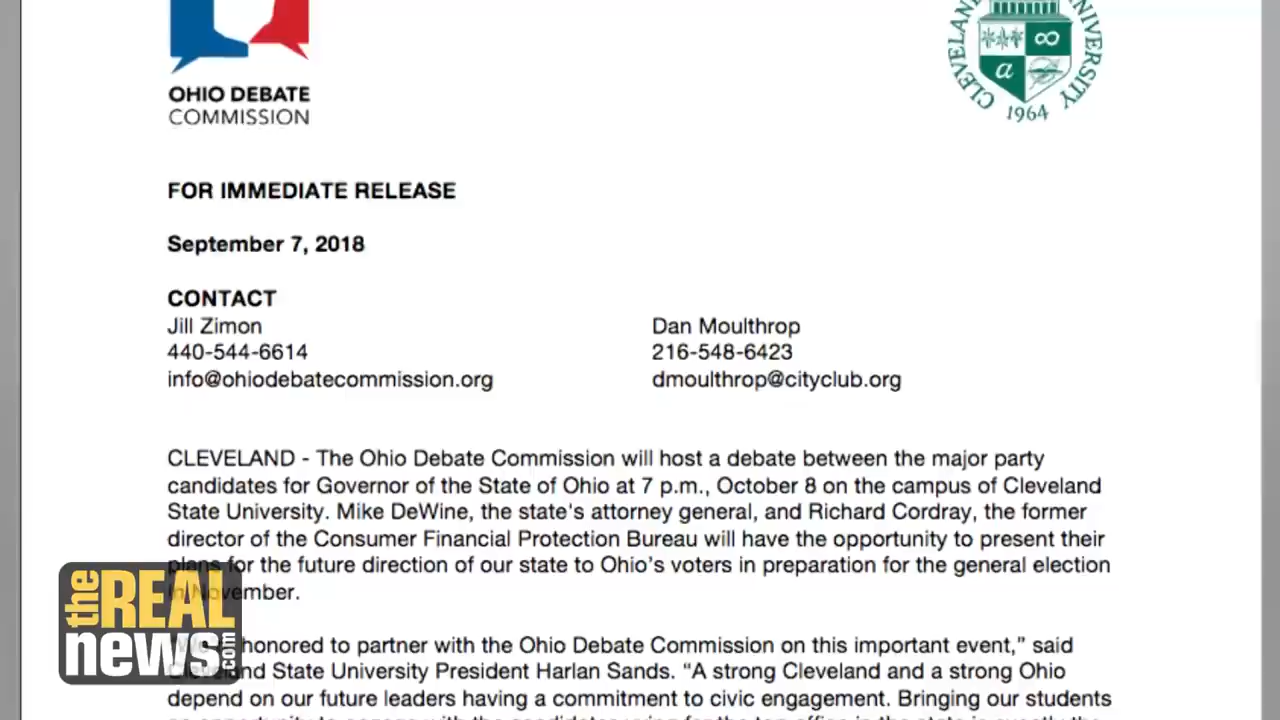 OHIO DEBATE
COMMISSION
CLEVELAND UNIVERSITY
1964
FOR IMMEDIATE RELEASE
September 7, 2018
CONTACT
Jill Zimon
440-544-6614
info@ohiodebatecommission.org
Dan Moulthrop
216-548-6423
dmoulthrop@cityclub.org
CLEVELAND - The Ohio Debate Commission will host a debate between the major party
candidates for Governor of the State of Ohio at 7 p.m., October 8 on the campus of Cleveland
State University. Mike DeWine, the state's attorney general, and Richard Cordray, the former
director of the Consumer Financial Protection Bureau will have the opportunity to present their
plans for the future direction of our state to Ohio's voters in preparation for the general election
in November.
honored to partner with the Ohio Debate Commission on this important event,” said
Cleveland State University President Harlan Sands. “A strong Cleveland and a strong Ohio
depend on our future leaders having a commitment to civic engagement. Bringing our students
the REAL
news.com